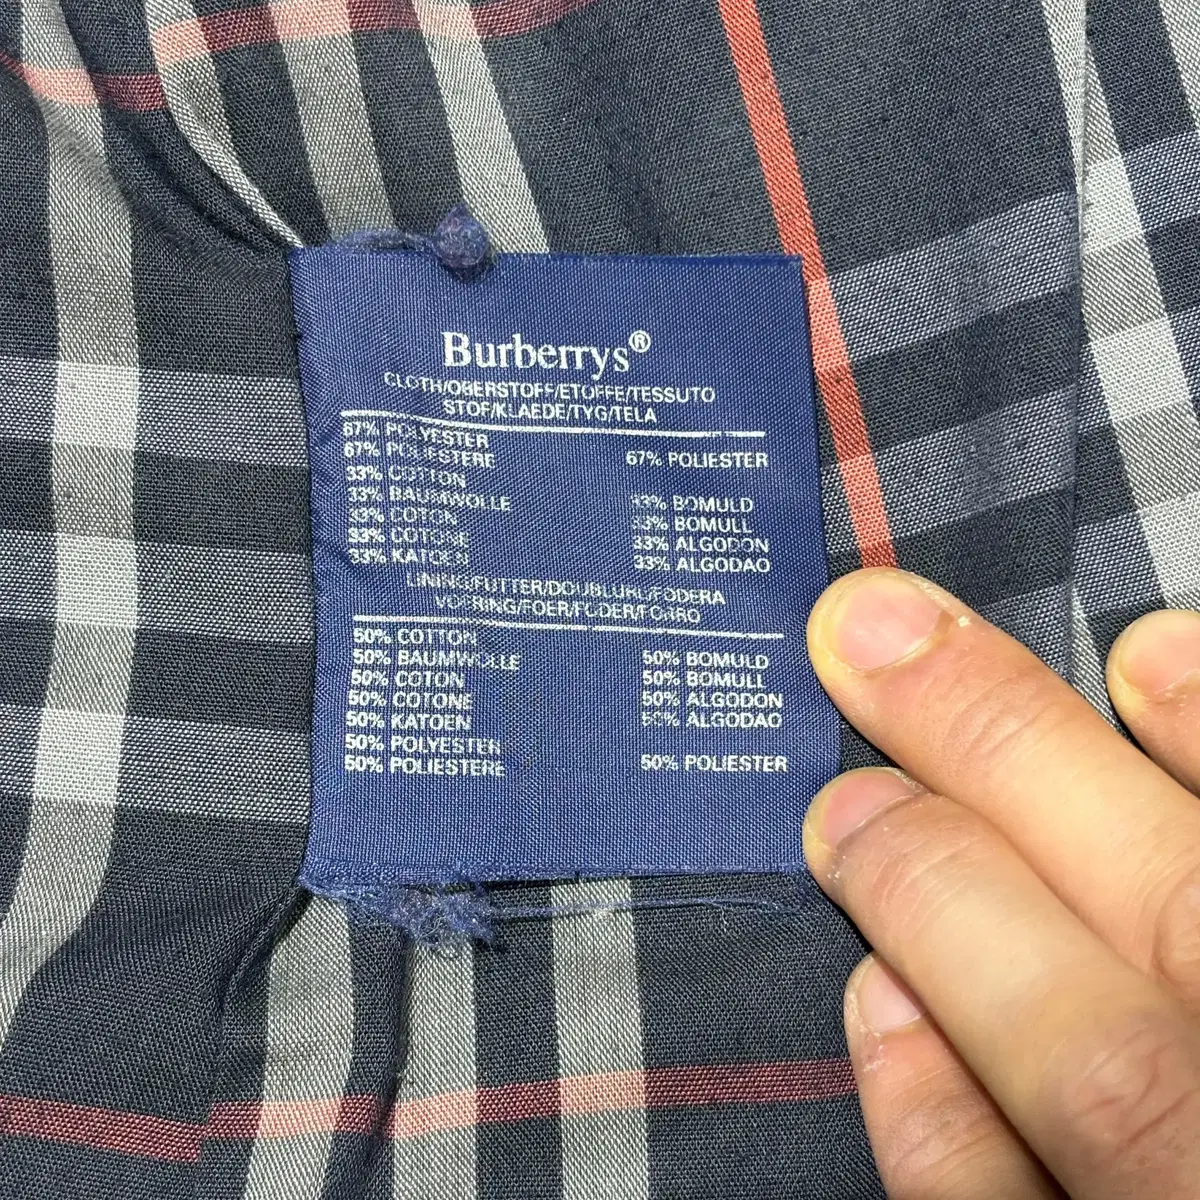 Burberrys®
CLOTH/OBERSTOFF/ETOFFE/TESSUTO
STOF/KLAEDE/TYG/TELA
67% POLYESTER
67% POLIESTERE 67% POLIESTER
33% COTTON
33% BAUMWOLLE 33% BOMULD
33% COTON 33% BOMULL
33% COTONE 33% ALGODON
33% KATOEN 33% ALGODAO
LINING/FUTTER/DOUBLURE/FODERA
VOERING/FOER/FODER/FORRO
50% COTTON
50% BAUMWOLLE 50% BOMULD
50% COTON 50% BOMULL
50% COTONE 50% ALGODON
50% KATOEN 50% ALGODAO
50% POLYESTER
50% POLIESTERE 50% POLIESTER